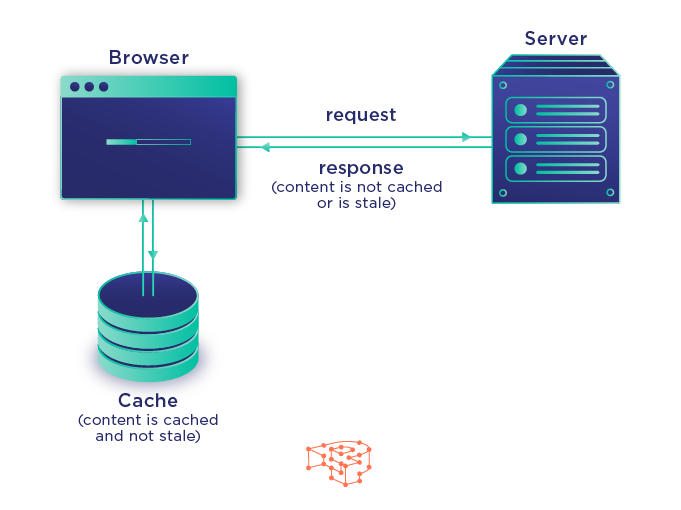 Browser
Server
request
response
(content is not cached
or is stale)
Cache
(content is cached
and not stale)